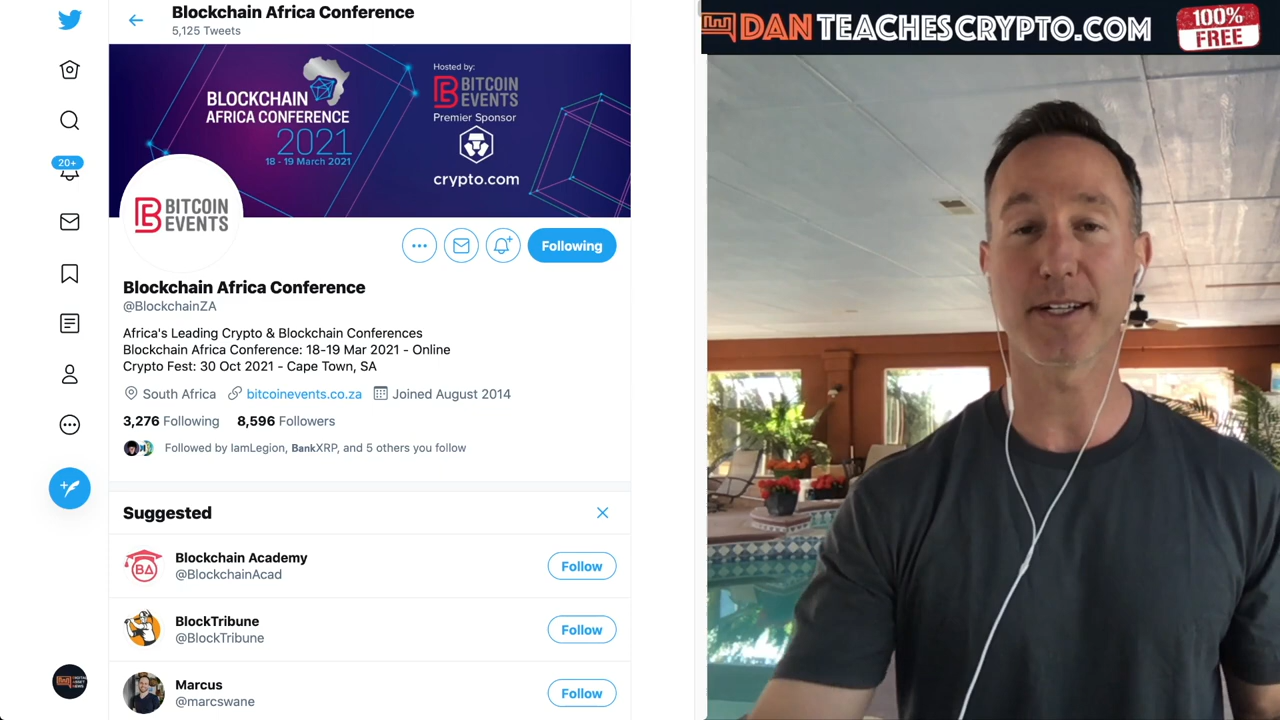 Blockchain Africa Conference
5,125 Tweets
20+
BLOCKCHAIN
AFRICA CONFERENCE
2021
18 - 19 March 2021
Hosted by:
BITCOIN
EVENTS
Premier Sponsor
crypto.com
BITCOIN
EVENTS
Following
Blockchain Africa Conference
@BlockchainZA
Africa's Leading Crypto & Blockchain Conferences
Blockchain Africa Conference: 18-19 Mar 2021 - Online
Crypto Fest: 30 Oct 2021 - Cape Town, SA
South Africa bitcoinevents.co.za Joined August 2014
3,276 Following 8,596 Followers
Followed by IamLegion, BankXRP, and 5 others you follow
Suggested
Blockchain Academy
@BlockchainAcad
Follow
BlockTribune
@BlockTribune
Follow
Marcus
@marcswane
Follow
DIGITAL
ASSET
NEWS
DANTEACHESCRYPTO.COM
100%
FREE